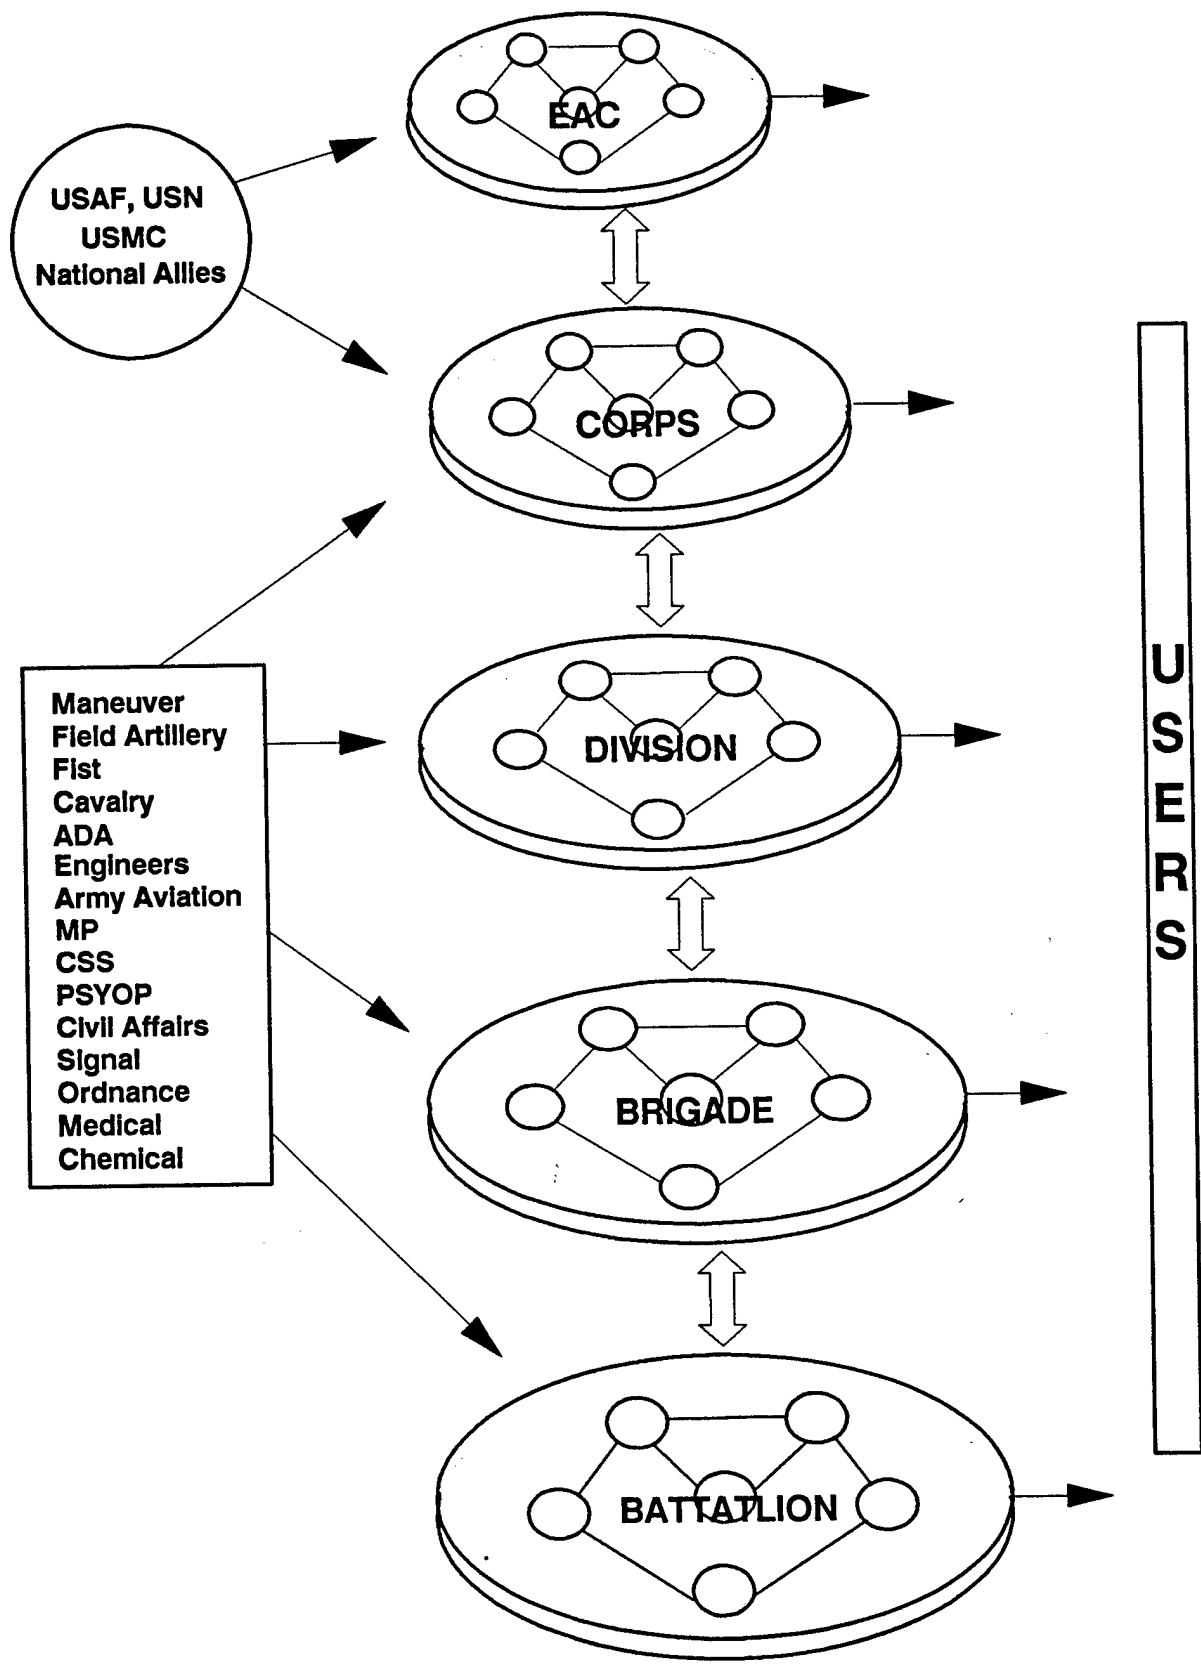 EAC
USAF, USN
USMC
National Allies
CORPS
Maneuver
Field Artillery
Fist
Cavalry
ADA
Engineers
Army Aviation
MP
CSS
PSYOP
Civil Affairs
Signal
Ordnance
Medical
Chemical
DIVISION
BRIGADE
BATTATLION
U
S
E
R
S